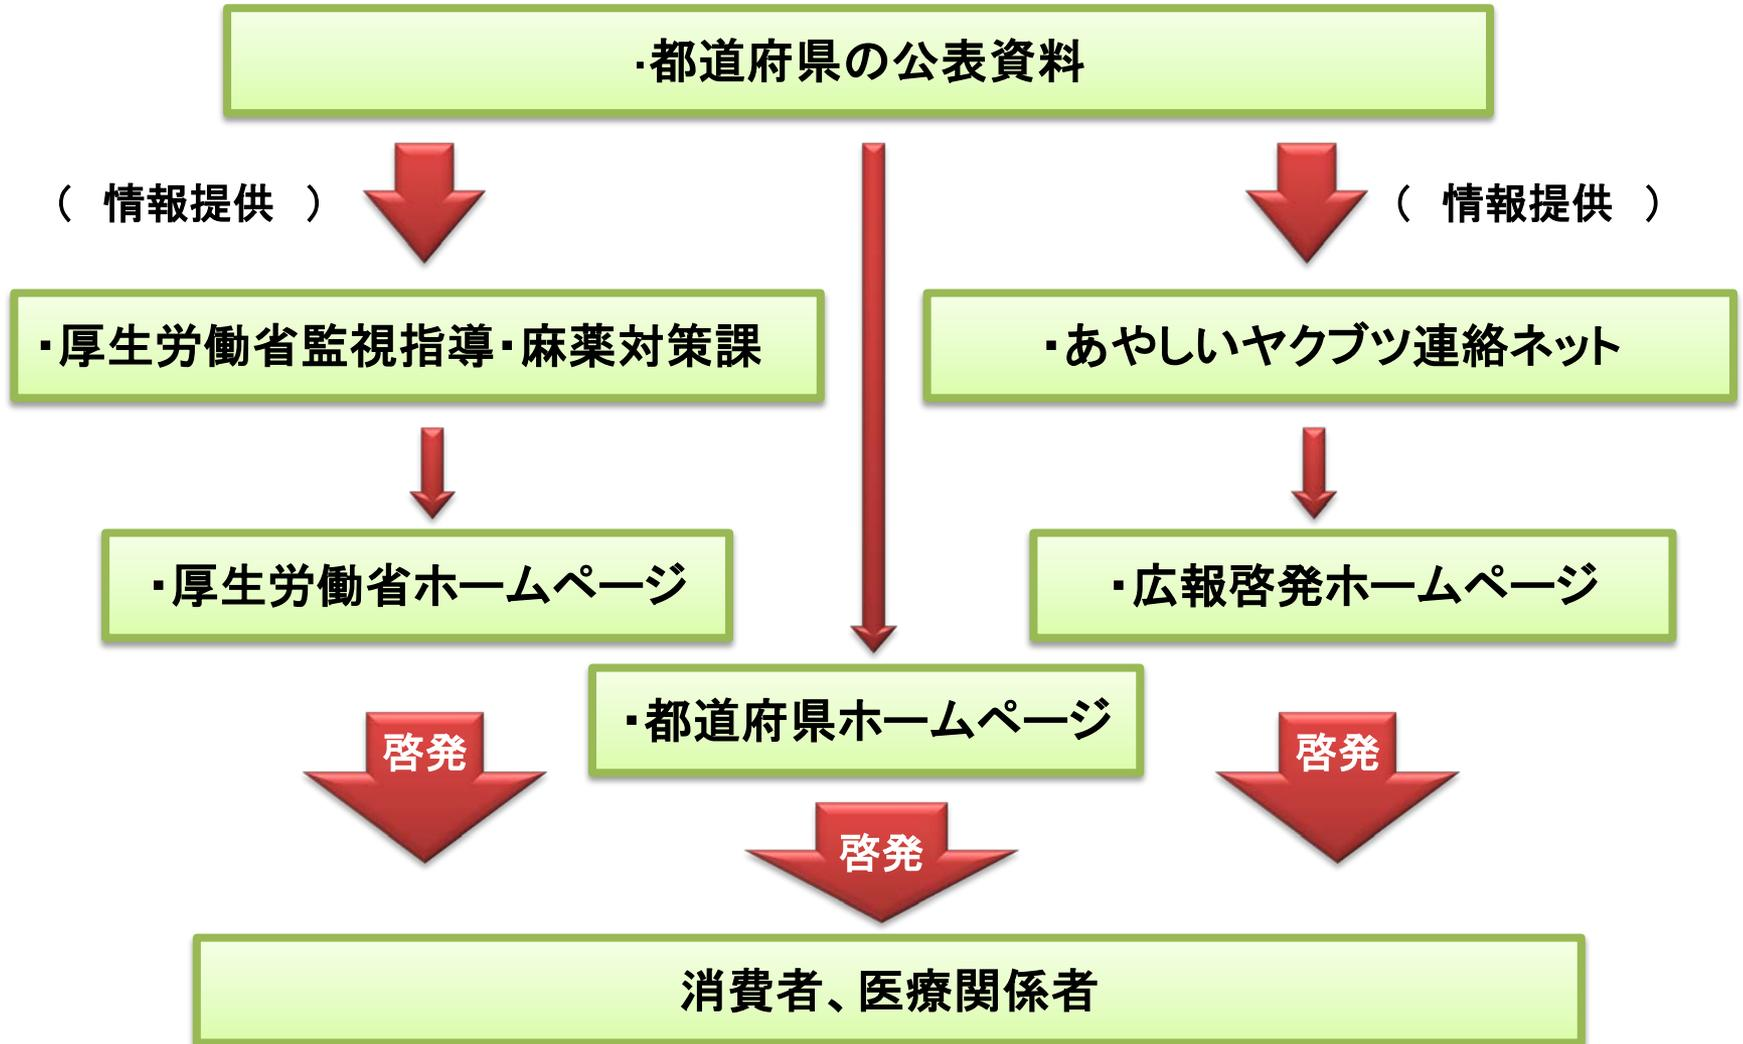 ・都道府県の公表資料
（　情報提供　）
（　情報提供　）
・厚生労働省監視指導・麻薬対策課
・あやしいヤクブツ連絡ネット
・厚生労働省ホームページ
・広報啓発ホームページ
・都道府県ホームページ
啓発
啓発
啓発
消費者、医療関係者